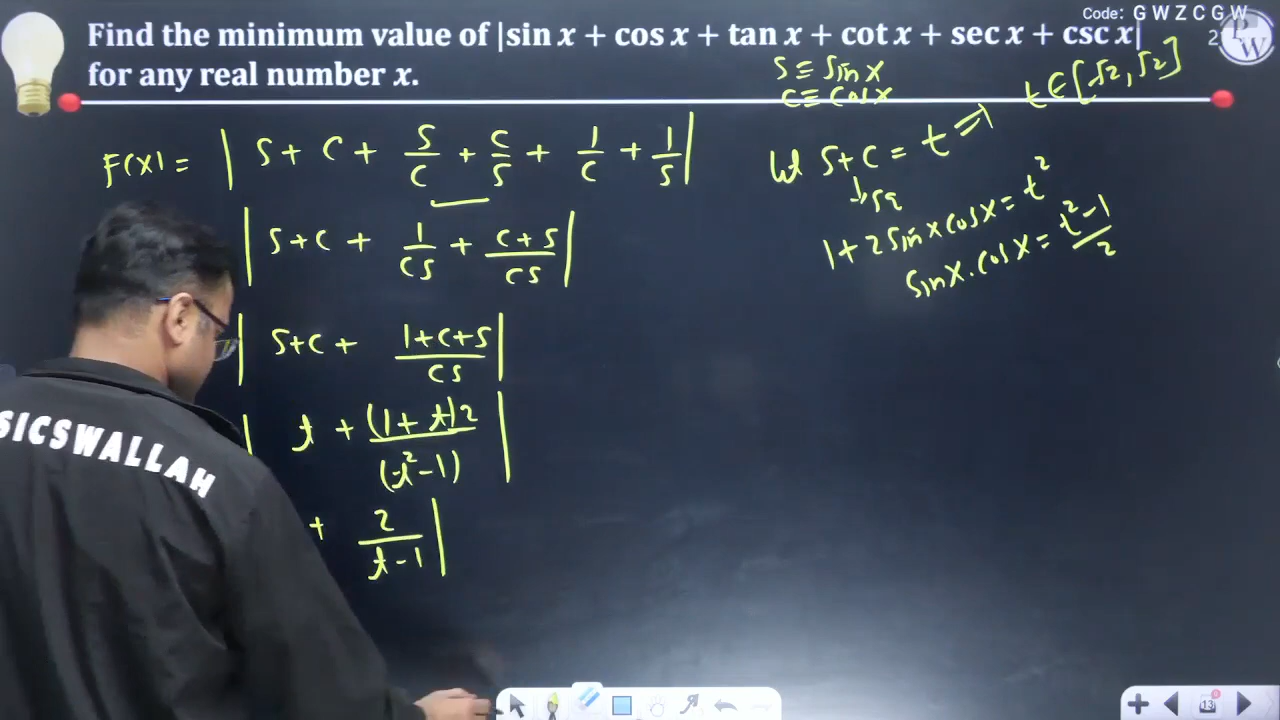 Code: G W Z C G W
Find the minimum value of |sin x + cos x + tan x + cot x + sec x + csc x|
for any real number x.
S ≡ Sin X
C ≡ Cos X
t ∈ [√2, √2]
F(X) = | S + C + S/C + C/S + 1/C + 1/S |
let S+C = t ⇒
↓ sq
1 + 2 Sin X cos X = t²
Sin X . Cos X = t²-1/2
| S+C + 1/CS + C+S/CS |
| S+C + 1+C+S/CS |
| t + (1+t)2/(t²-1) |
+ 2/t-1 |
SICSWALLAH
13